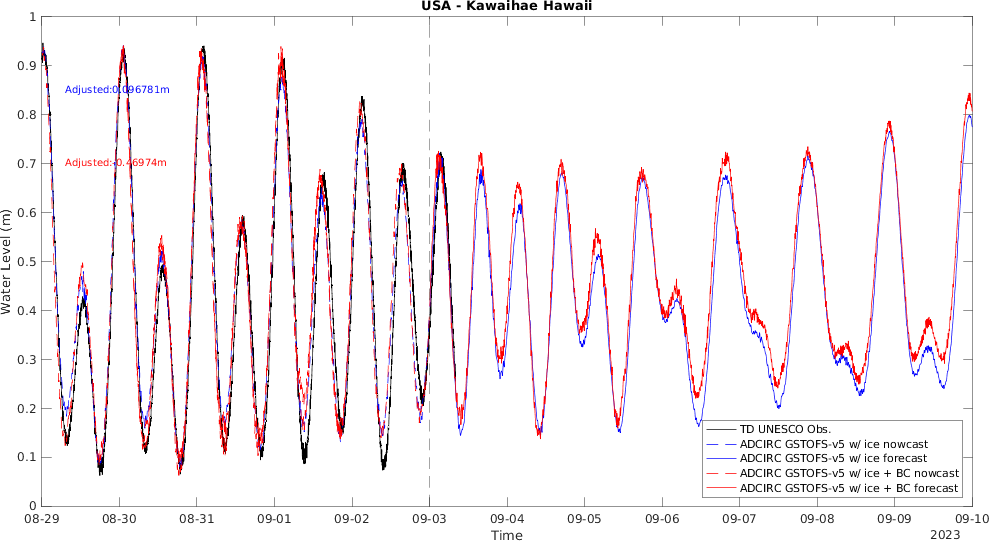 USA - Kawaihae Hawaii
1
0.9
0.8
0.7
0.6
0.5
0.4
0.3
0.2
0.1
0
Water Level (m)
Adjusted:0.096781m
Adjusted:-0.46974m
TD UNESCO Obs.
ADCIRC GSTOFS-v5 w/ ice nowcast
ADCIRC GSTOFS-v5 w/ ice forecast
ADCIRC GSTOFS-v5 w/ ice + BC nowcast
ADCIRC GSTOFS-v5 w/ ice + BC forecast
08-29 08-30 08-31 09-01 09-02 09-03 09-04 09-05 09-06 09-07 09-08 09-09 09-10
Time
2023